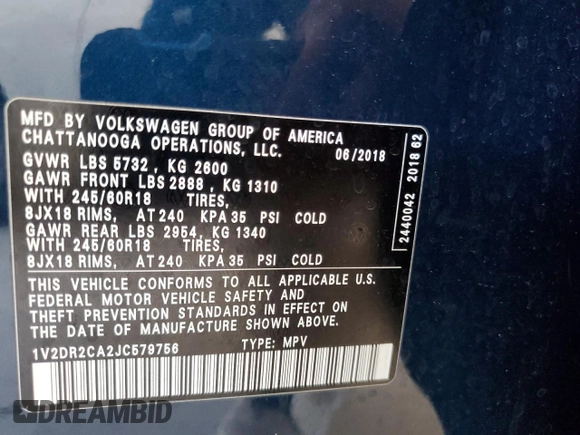 MFD BY VOLKSWAGEN GROUP OF AMERICA
CHATTANOOGA OPERATIONS, LLC. 06/2018
GVWR LBS 5732 , KG 2600
GAWR FRONT LBS 2888 , KG 1310
WITH 245/60R18 TIRES,
8JX18 RIMS, AT 240 KPA 35 PSI COLD
GAWR REAR LBS 2954, KG 1340
WITH 245/60R18 TIRES,
8JX18 RIMS, AT 240 KPA 35 PSI COLD
THIS VEHICLE CONFORMS TO ALL APPLICABLE U.S.
FEDERAL MOTOR VEHICLE SAFETY AND
THEFT PREVENTION STANDARDS IN EFFECT ON
THE DATE OF MANUFACTURE SHOWN ABOVE.
1V2DR2CA2JC579756 TYPE: MPV
2440042 2018 62
DREAMBID